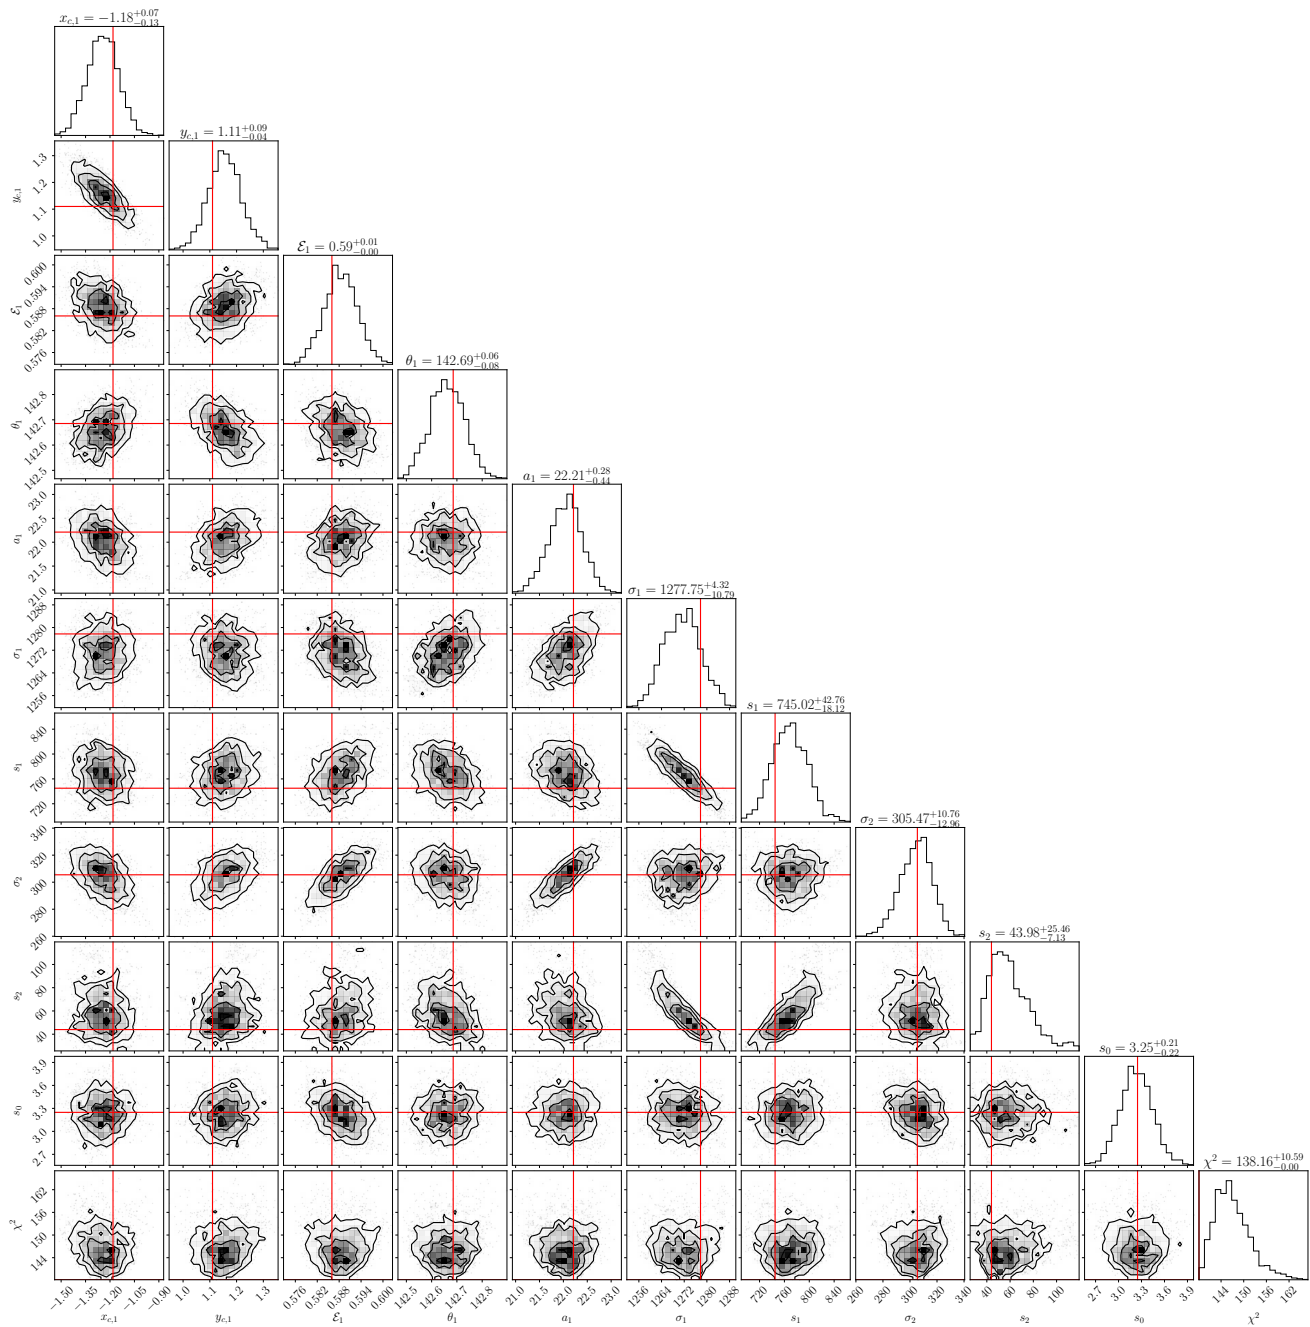 x_{c,1} = −1.18^{+0.07}_{−0.13}
y_{c,1} = 1.11^{+0.09}_{−0.04}
y_{c,1}
1.3
1.2
1.1
1.0
ℰ_1 = 0.59^{+0.01}_{−0.00}
ℰ_1
0.600
0.594
0.588
0.582
0.576
θ_1 = 142.69^{+0.06}_{−0.08}
θ_1
142.8
142.7
142.6
142.5
a_1 = 22.21^{+0.28}_{−0.44}
a_1
23.0
22.5
22.0
21.5
21.0
σ_1 = 1277.75^{+4.32}_{−10.79}
σ_1
1288
1280
1272
1264
1256
s_1 = 745.02^{+42.76}_{−18.12}
s_1
840
800
760
720
σ_2 = 305.47^{+10.76}_{−12.96}
σ_2
340
320
300
280
260
s_2 = 43.98^{+25.46}_{−7.13}
s_2
100
80
60
40
s_0 = 3.25^{+0.21}_{−0.22}
s_0
3.9
3.6
3.3
3.0
2.7
χ^2 = 138.16^{+10.59}_{−0.00}
χ^2
162
156
150
144
−1.50 −1.35 −1.20 −1.05 −0.90 1.0 1.1 1.2 1.3 0.576 0.582 0.588 0.594 0.600 142.5 142.6 142.7 142.8 21.0 21.5 22.0 22.5 23.0 1256 1264 1272 1280 1288 720 760 800 840 260 280 300 320 340 40 60 80 100 2.7 3.0 3.3 3.6 3.9 144 150 156 162
x_{c,1} y_{c,1} ℰ_1 θ_1 a_1 σ_1 s_1 σ_2 s_2 s_0 χ^2